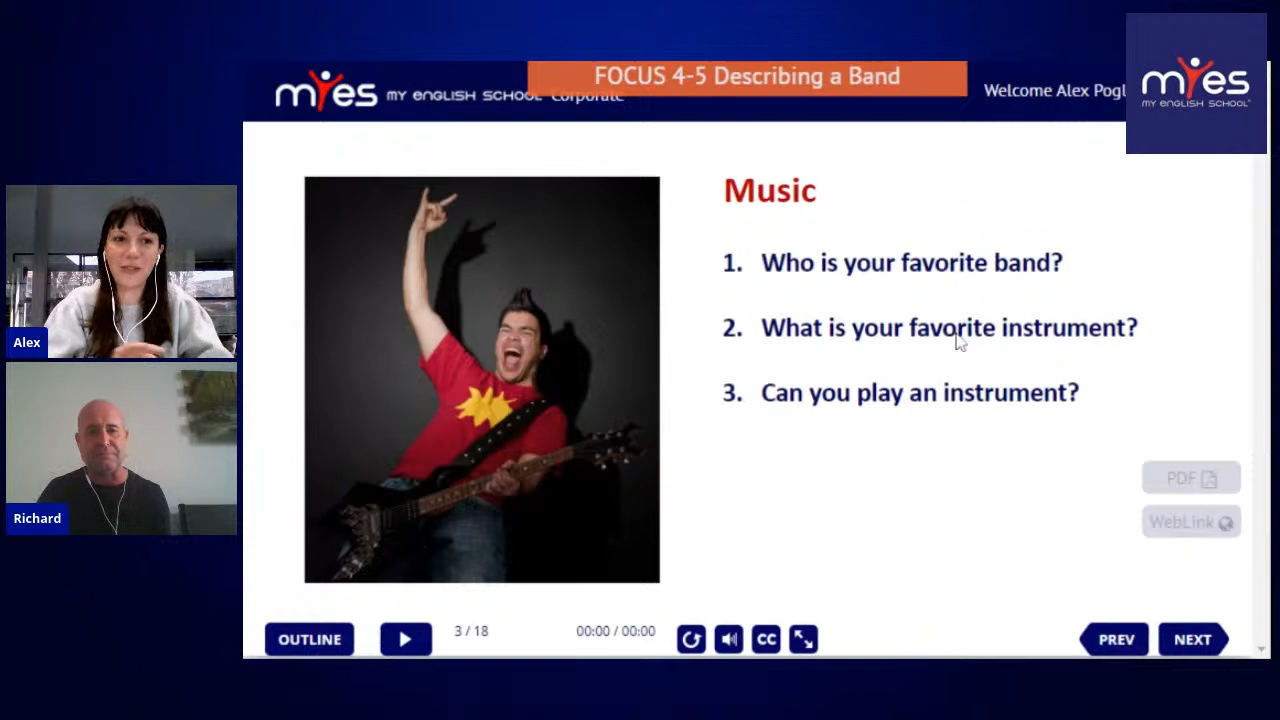 FOCUS 4-5 Describing a Band
myes MY ENGLISH SCHOOL Corporate
Welcome Alex Pogl
myes
MY ENGLISH SCHOOL
Music
1. Who is your favorite band?
2. What is your favorite instrument?
3. Can you play an instrument?
Alex
Richard
PDF
WebLink
OUTLINE
3 / 18
00:00 / 00:00
CC
PREV
NEXT